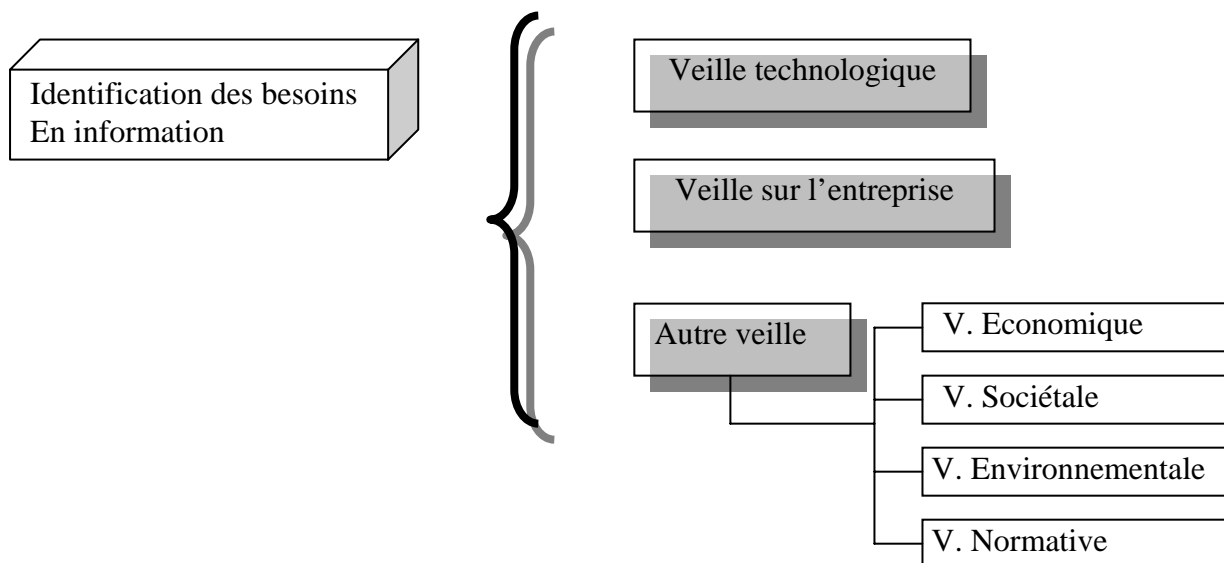 Identification des besoins
En information
Veille technologique
Veille sur l’entreprise
Autre veille
V. Economique
V. Sociétale
V. Environnementale
V. Normative